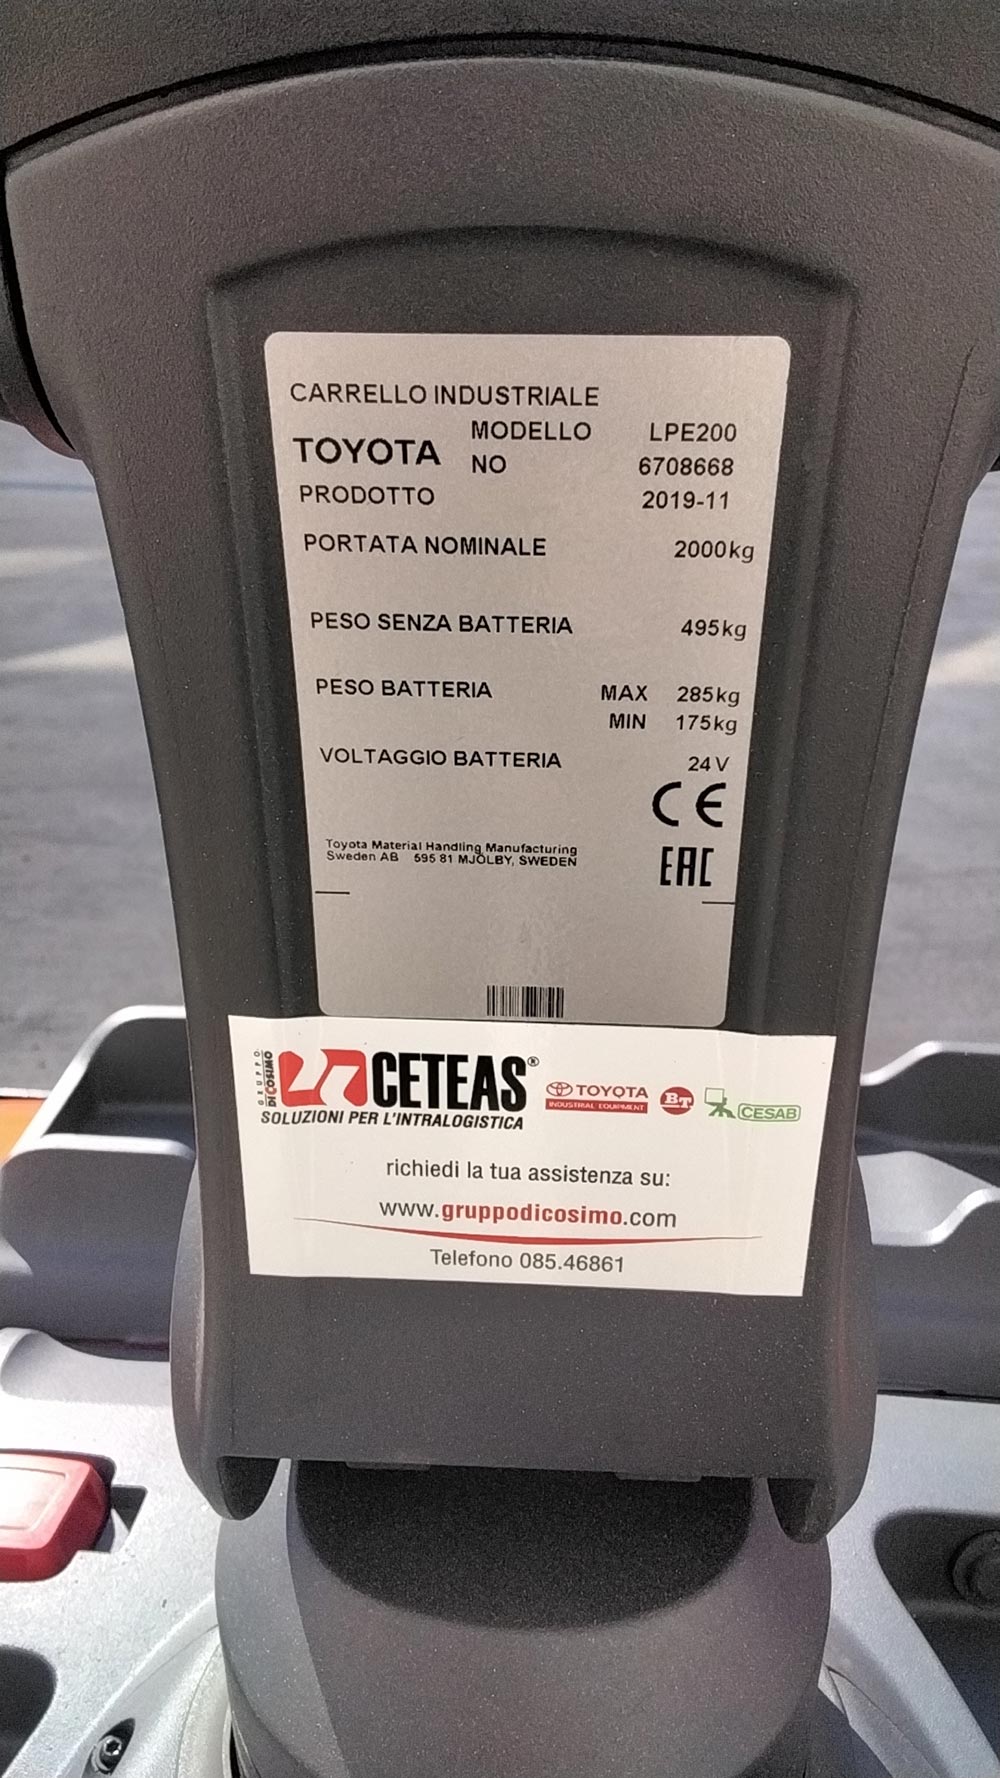 CARRELLO INDUSTRIALE
TOYOTA MODELLO LPE200
NO 6708668
PRODOTTO 2019-11
PORTATA NOMINALE 2000kg
PESO SENZA BATTERIA 495kg
PESO BATTERIA MAX 285kg
MIN 175kg
VOLTAGGIO BATTERIA 24V
CE
Toyota Material Handling Manufacturing
Sweden AB 595 81 MJÖLBY, SWEDEN
EAC
GRUPPO DICOSIMO
CETEAS®
SOLUZIONI PER L'INTRALOGISTICA
TOYOTA
INDUSTRIAL EQUIPMENT
BT
CESAB
richiedi la tua assistenza su:
www.gruppodicosimo.com
Telefono 085.46861